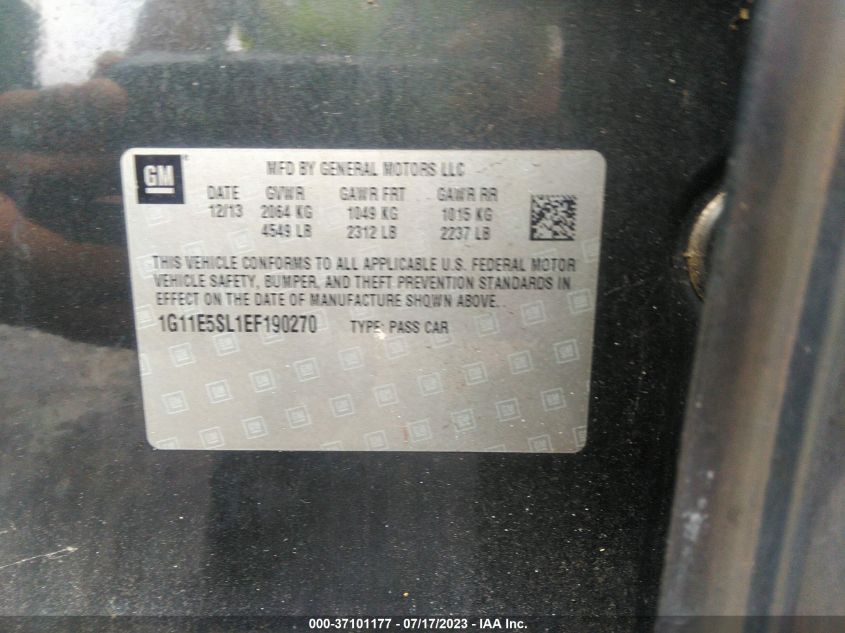 GM
MFD BY GENERAL MOTORS LLC
DATE GVWR GAWR FRT GAWR RR
12/13 2064 KG 1049 KG 1015 KG
4549 LB 2312 LB 2237 LB
THIS VEHICLE CONFORMS TO ALL APPLICABLE U.S. FEDERAL MOTOR
VEHICLE SAFETY, BUMPER, AND THEFT PREVENTION STANDARDS IN
EFFECT ON THE DATE OF MANUFACTURE SHOWN ABOVE.
1G11E5SL1EF190270 TYPE: PASS CAR
000-37101177 - 07/17/2023 - IAA Inc.